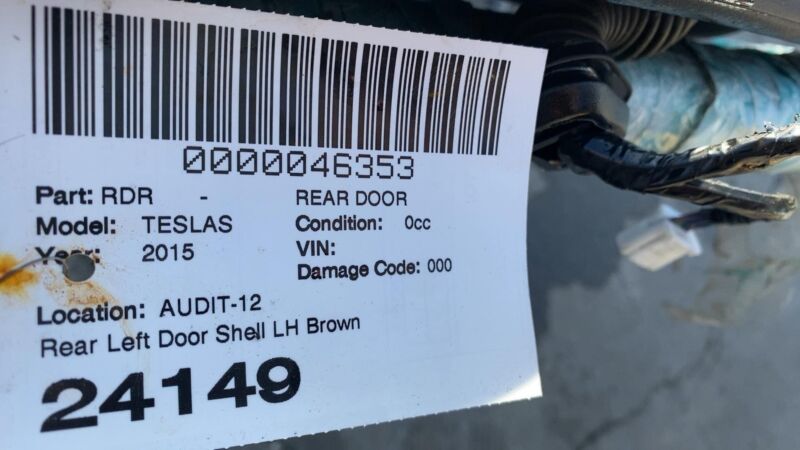 0000046353
Part: RDR - REAR DOOR
Model: TESLAS Condition: 0cc
Year: 2015 VIN:
Damage Code: 000
Location: AUDIT-12
Rear Left Door Shell LH Brown
24149